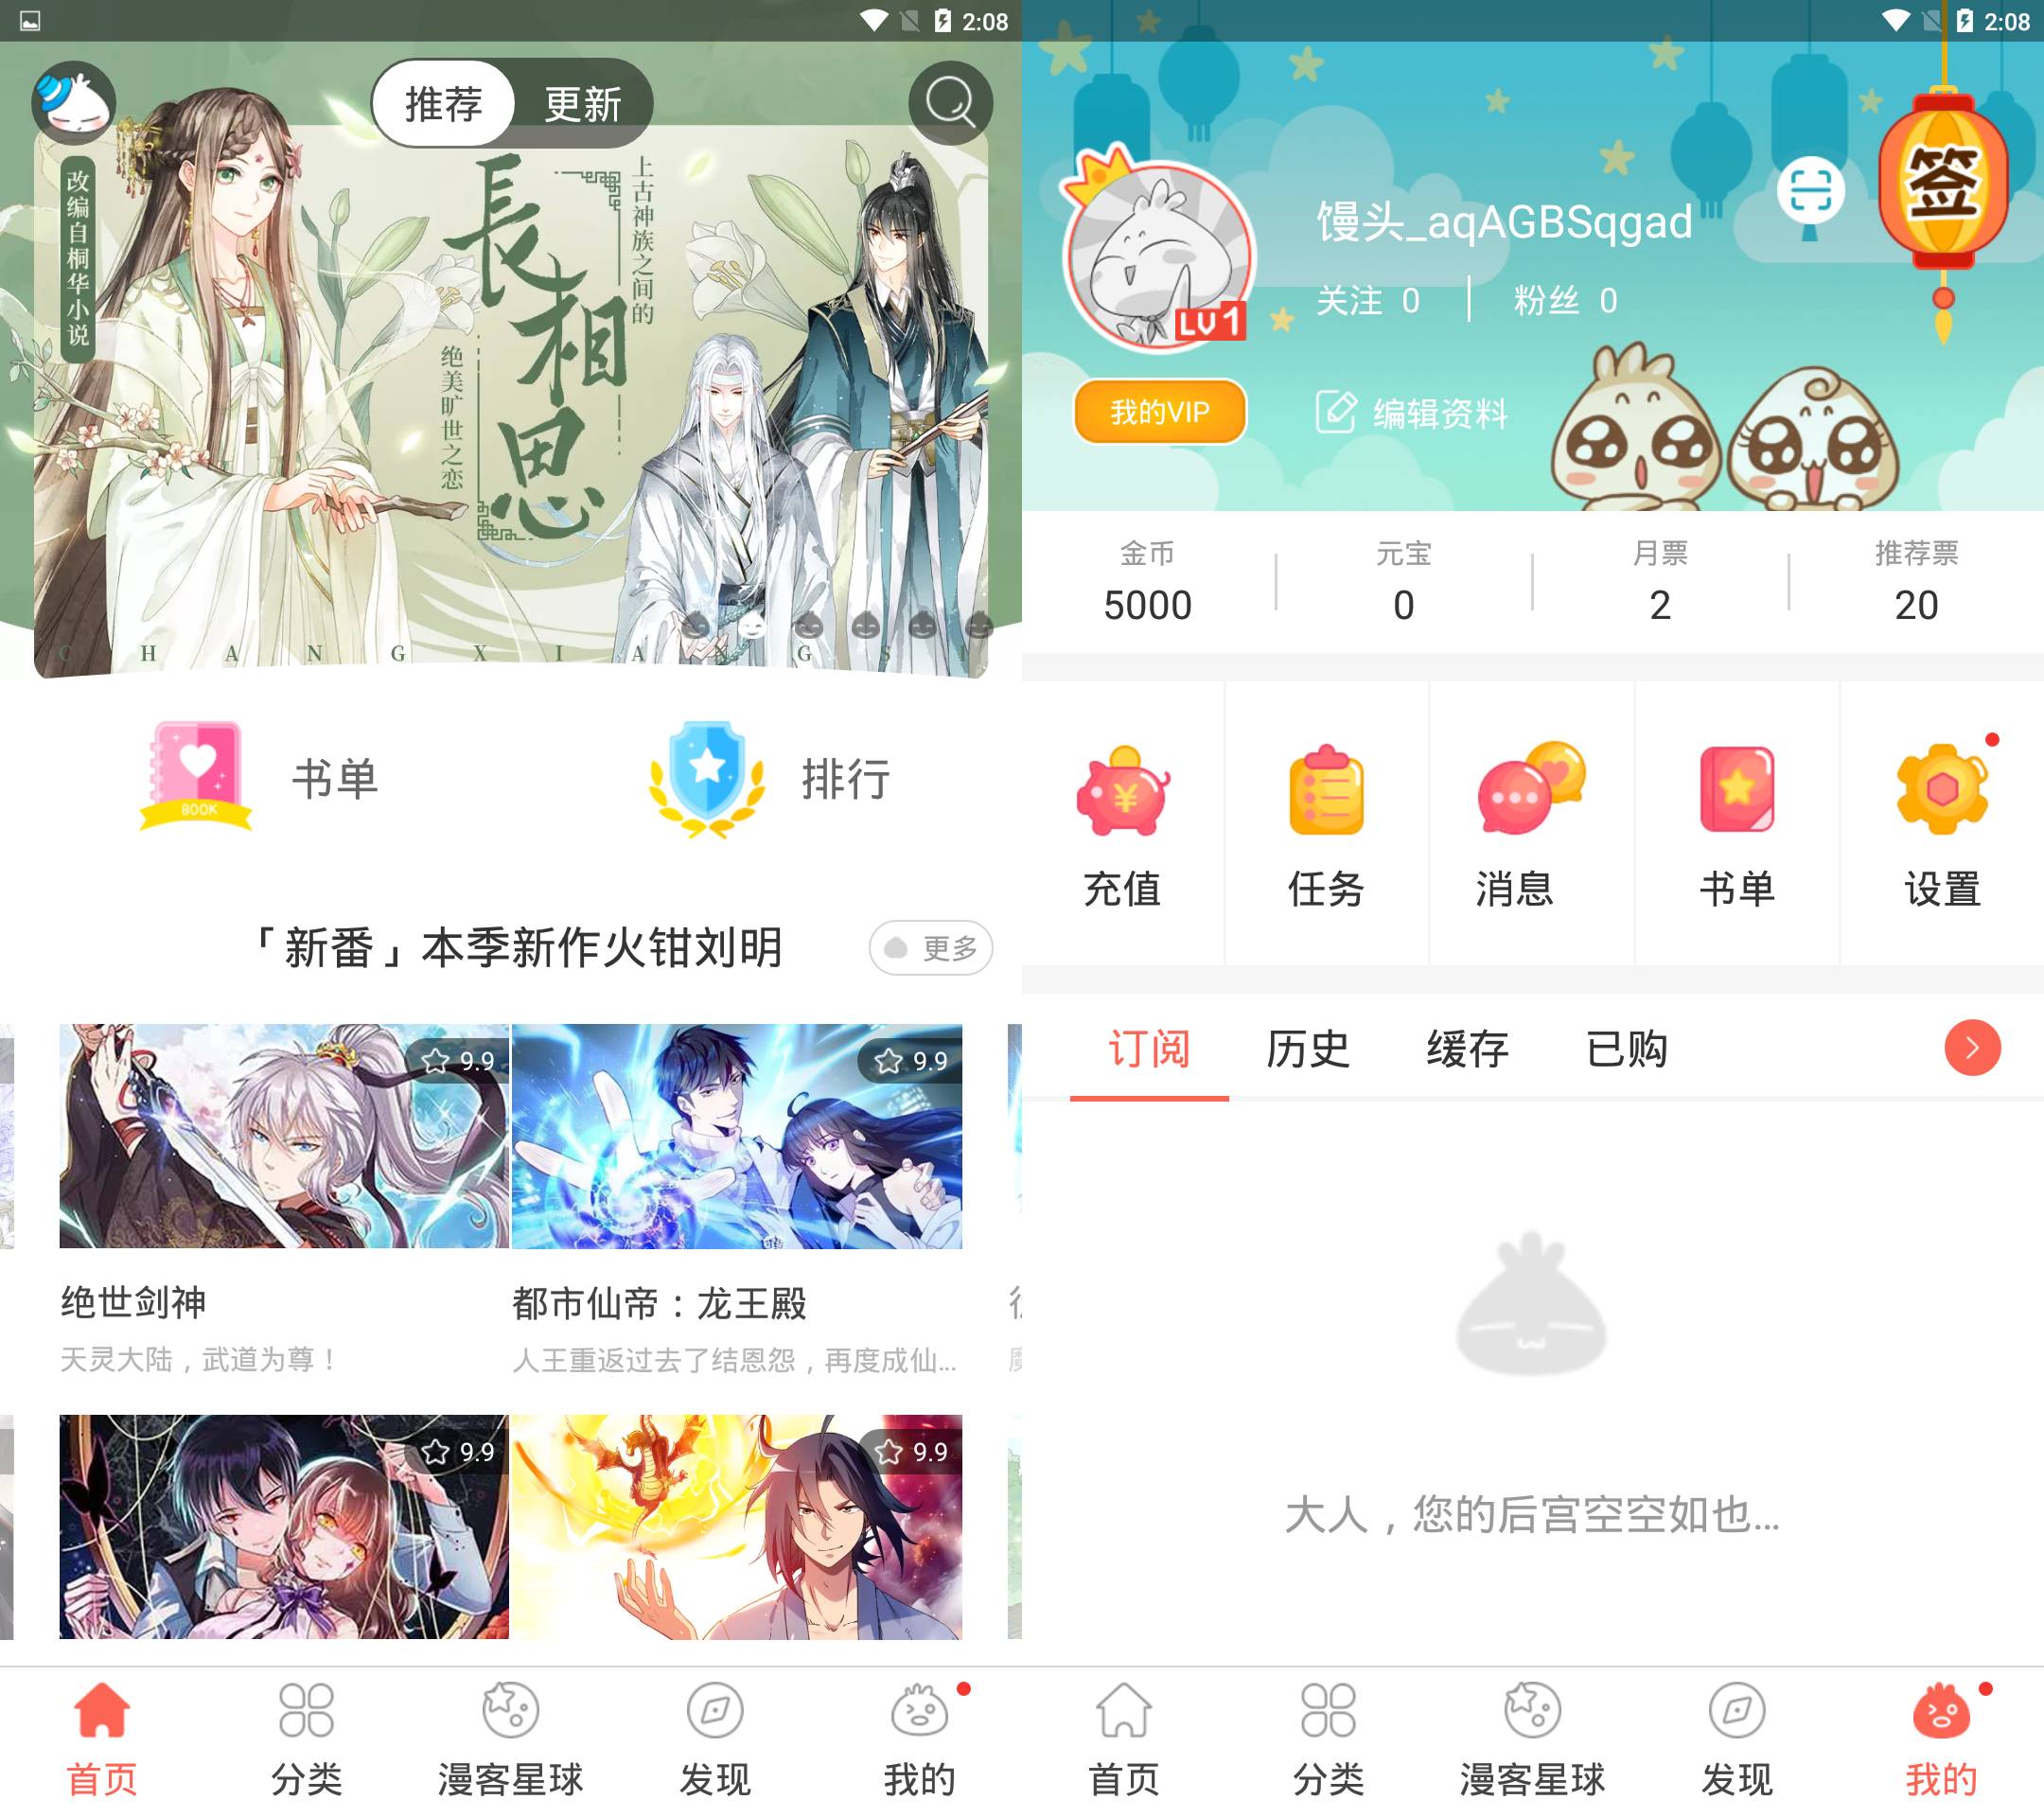 2:08
推荐
更新
改编自桐华小说
長相思
上古神族之间的
绝美旷世之恋
CHANGXIANGSI
BOOK
书单
排行
「新番」本季新作火钳刘明
更多
9.9
9.9
绝世剑神
都市仙帝：龙王殿
天灵大陆，武道为尊！
人王重返过去了结恩怨，再度成仙...
9.9
9.9
首页
分类
漫客星球
发现
我的
2:08
签
馒头_aqAGBSqgad
关注 0
粉丝 0
LV1
我的VIP
编辑资料
金币
元宝
月票
推荐票
5000
0
2
20
¥
充值
任务
消息
书单
设置
订阅
历史
缓存
已购
大人，您的后宫空空如也...
首页
分类
漫客星球
发现
我的